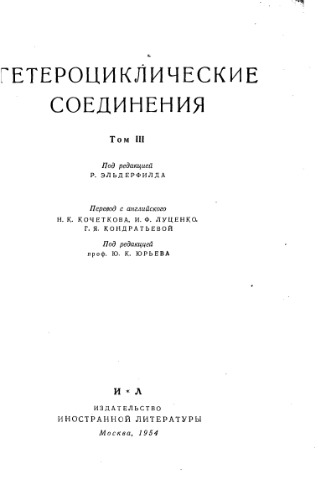 ГЕТЕРОЦИКЛИЧЕСКИЕ
СОЕДИНЕНИЯ
Том III
Под редакцией
Р. ЭЛЬДЕРФИЛДА
Перевод с английского
Н. К. КОЧЕТКОВА, И. Ф. ЛУЦЕНКО,
Г. Я. КОНДРАТЬЕВОЙ
Под редакцией
проф. Ю. К. ЮРЬЕВА
И * Л
ИЗДАТЕЛЬСТВО
ИНОСТРАННОЙ ЛИТЕРАТУРЫ
Москва, 1954